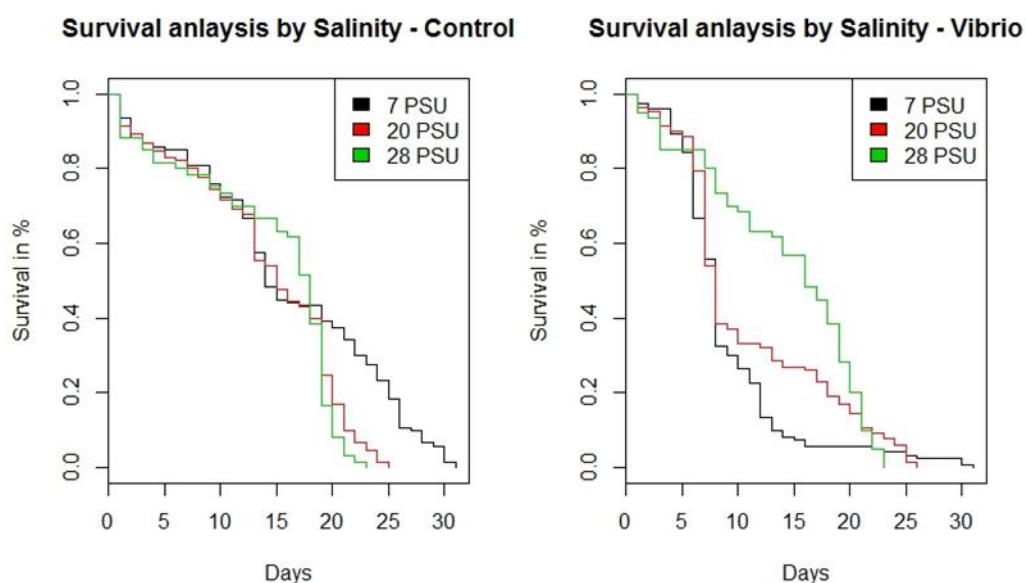 Survival anlaysis by Salinity - Control
Survival in %
1.0
0.8
0.6
0.4
0.2
0.0
7 PSU
20 PSU
28 PSU
0 5 10 15 20 25 30
Days
Survival anlaysis by Salinity - Vibrio
Survival in %
1.0
0.8
0.6
0.4
0.2
0.0
7 PSU
20 PSU
28 PSU
0 5 10 15 20 25 30
Days